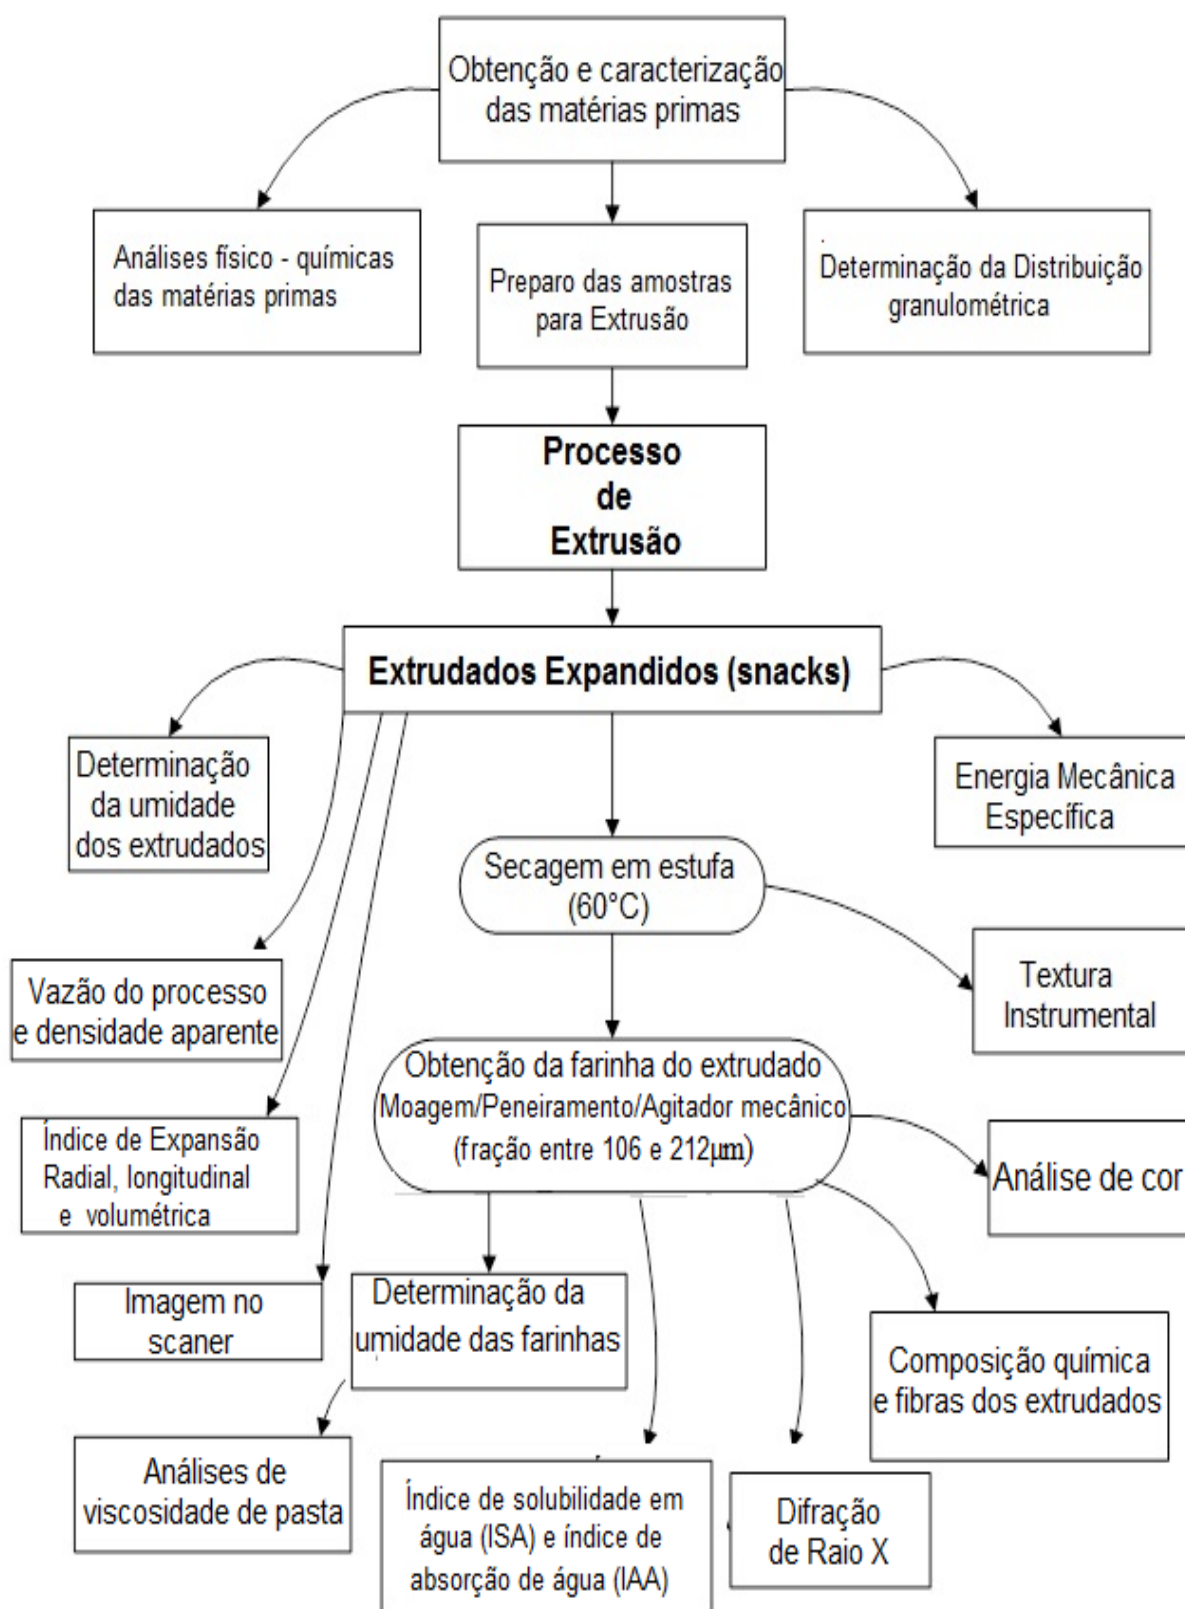 Obtenção e caracterização
das matérias primas
Análises físico - químicas
das matérias primas
Preparo das amostras
para Extrusão
Determinação da Distribuição
granulométrica
Processo
de
Extrusão
Extrudados Expandidos (snacks)
Determinação
da umidade
dos extrudados
Energia Mecânica
Específica
Secagem em estufa
(60°C)
Vazão do processo
e densidade aparente
Textura
Instrumental
Obtenção da farinha do extrudado
Moagem/Peneiramento/Agitador mecânico
(fração entre 106 e 212µm)
Índice de Expansão
Radial, longitudinal
e volumétrica
Análise de cor
Imagem no
scaner
Determinação da
umidade das farinhas
Composição química
e fibras dos extrudados
Análises de
viscosidade de pasta
Índice de solubilidade em
água (ISA) e índice de
absorção de água (IAA)
Difração
de Raio X